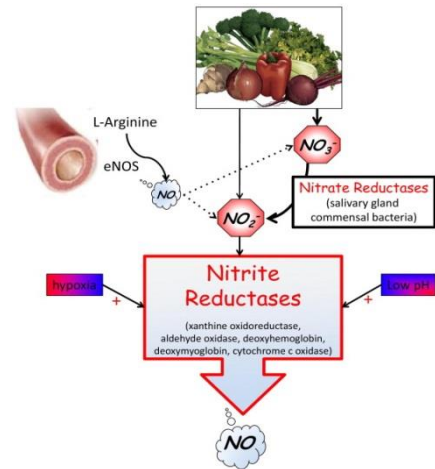 L-Arginine
eNOS
NO
NO₃⁻
Nitrate Reductases
(salivary gland
commensal bacteria)
NO₂⁻
hypoxia
+
Nitrite
Reductases
(xanthine oxidoreductase,
aldehyde oxidase, deoxyhemoglobin,
deoxymyoglobin, cytochrome c oxidase)
Low pH
+
NO